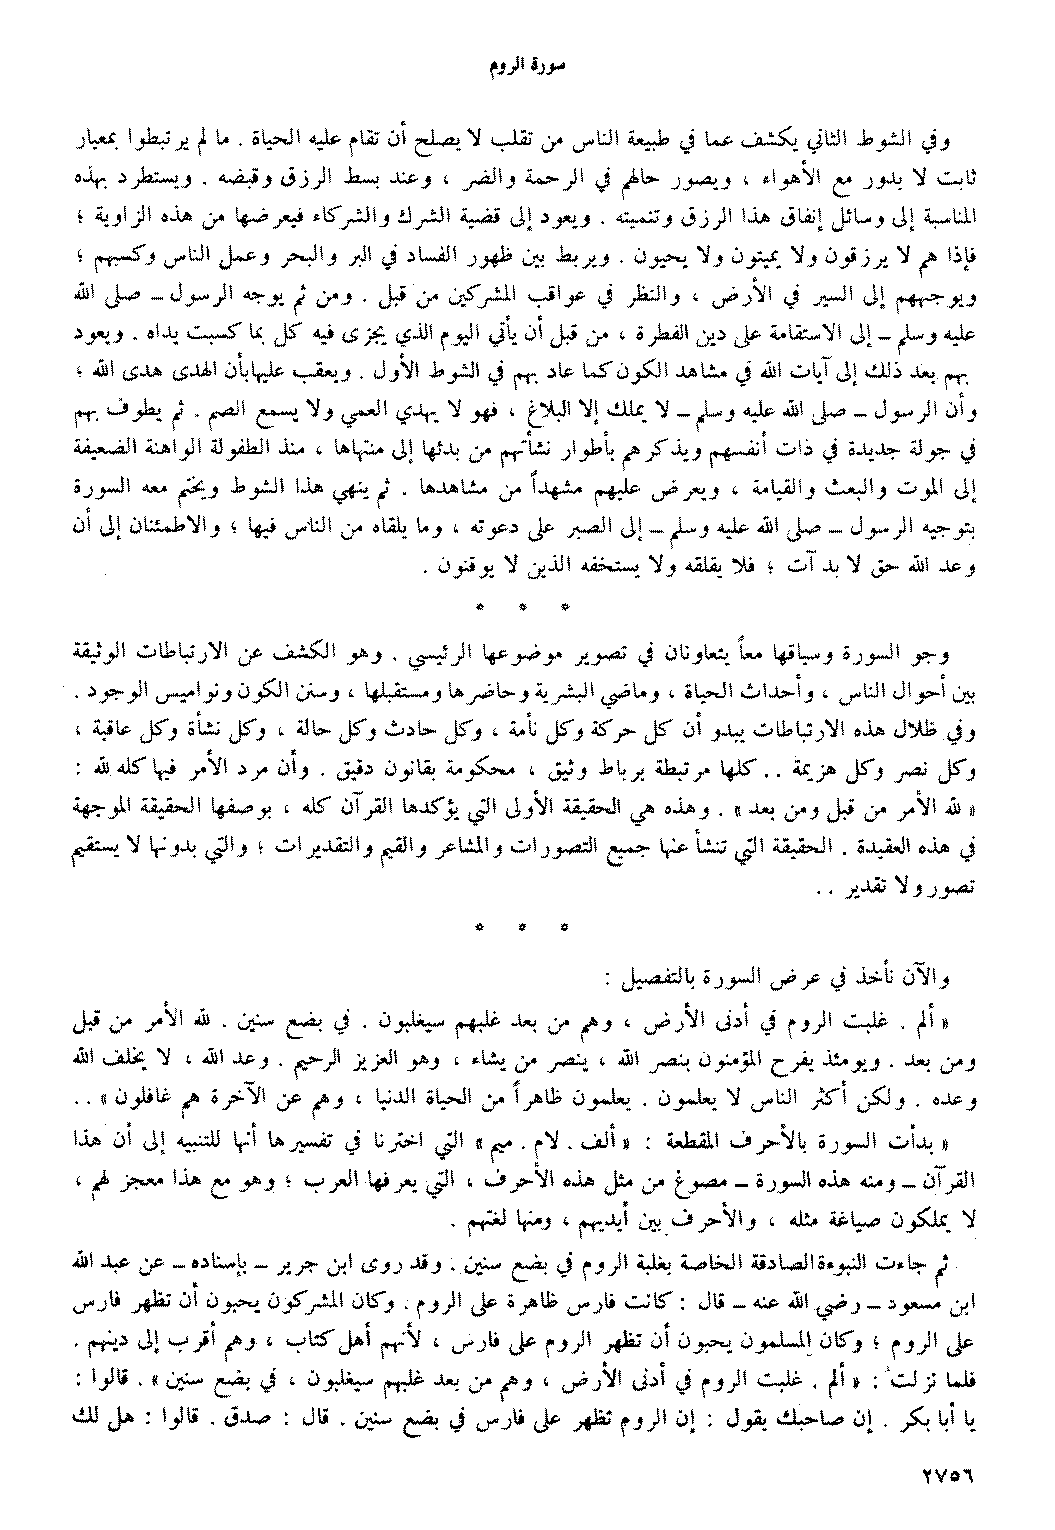 سورة الروم
وفي الشوط الثاني يكشف عما في طبيعة الناس من تقلب لا يصلح أن تقام عليه الحياة . ما لم يرتبطوا بمعيار
ثابت لا يدور مع الأهواء ، ويصور حالهم في الرحمة والضر ، وعند بسط الرزق وقبضه . ويستطرد بهذه
المناسبة إلى وسائل إنفاق هذا الرزق وتنميته . ويعود إلى قضية الشرك والشركاء فيعرضها من هذه الزاوية ؛
فإذا هم لا يرزقون ولا يميتون ولا يحيون . ويربط بين ظهور الفساد في البر والبحر وعمل الناس وكسبهم ؛
ويوجههم إلى السير في الأرض ، والنظر في عواقب المشركين من قبل . ومن ثم يوجه الرسول – صلى الله
عليه وسلم – إلى الاستقامة على دين الفطرة ، من قبل أن يأتي اليوم الذي يجزى فيه كل بما كسبت يداه . ويعود
بهم بعد ذلك إلى آيات الله في مشاهد الكون كما عاد بهم في الشوط الأول . ويعقب عليها بأن الهدى هدى الله ؛
وأن الرسول – صلى الله عليه وسلم – لا يملك إلا البلاغ ، فهو لا يهدي العمي ولا يسمع الصم . ثم يطوف بهم
في جولة جديدة في ذات أنفسهم ويذكرهم بأطوار نشأتهم من بدئها إلى منتهاها ، منذ الطفولة الواهنة الضعيفة
إلى الموت والبعث والقيامة ، ويعرض عليهم مشهداً من مشاهدها . ثم ينهي هذا الشوط ويختم معه السورة
بتوجيه الرسول – صلى الله عليه وسلم – إلى الصبر على دعوته ، وما يلقاه من الناس فيها ؛ والاطمئنان إلى أن
وعد الله حق لا بد آت ؛ فلا يقلقه ولا يستخفه الذين لا يوقنون .
* * *
وجو السورة وسياقها معاً يتعاونان في تصوير موضوعها الرئيسي . وهو الكشف عن الارتباطات الوثيقة
بين أحوال الناس ، وأحداث الحياة ، وماضي البشرية وحاضرها ومستقبلها ، وسنن الكون ونواميس الوجود .
وفي ظلال هذه الارتباطات يبدو أن كل حركة وكل نأمة ، وكل حادث وكل حالة ، وكل نشأة وكل عاقبة ،
وكل نصر وكل هزيمة .. كلها مرتبطة برباط وثيق ، محكومة بقانون دقيق . وأن مرد الأمر فيها كله لله :
« لله الأمر من قبل ومن بعد » . وهذه هي الحقيقة الأولى التي يؤكدها القرآن كله ، بوصفها الحقيقة الموجهة
في هذه العقيدة . الحقيقة التي تنشأ عنها جميع التصورات والمشاعر والقيم والتقديرات ؛ والتي بدونها لا يستقيم
تصور ولا تقدير ..
* * *
والآن نأخذ في عرض السورة بالتفصيل :
« ألم . غلبت الروم في أدنى الأرض ، وهم من بعد غلبهم سيغلبون . في بضع سنين . لله الأمر من قبل
ومن بعد . ويومئذ يفرح المؤمنون بنصر الله ، ينصر من يشاء ، وهو العزيز الرحيم . وعد الله ، لا يخلف الله
وعده . ولكن أكثر الناس لا يعلمون . يعلمون ظاهراً من الحياة الدنيا ، وهم عن الآخرة هم غافلون » ..
« بدأت السورة بالأحرف المقطعة : « ألف . لام . ميم » التي اخترنا في تفسيرها أنها للتنبيه إلى أن هذا
القرآن – ومنه هذه السورة – مصوغ من مثل هذه الأحرف ، التي يعرفها العرب ؛ وهو مع هذا معجز لهم ،
لا يملكون صياغة مثله ، والأحرف بين أيديهم ، ومنها لغتهم .
ثم جاءت النبوءة الصادقة الخاصة بغلبة الروم في بضع سنين . وقد روى ابن جرير – بإسناده – عن عبد الله
ابن مسعود – رضي الله عنه – قال : كانت فارس ظاهرة على الروم . وكان المشركون يحبون أن تظهر فارس
على الروم ؛ وكان المسلمون يحبون أن تظهر الروم على فارس ، لأنهم أهل كتاب ، وهم أقرب إلى دينهم .
فلما نزلت : « ألم . غلبت الروم في أدنى الأرض ، وهم من بعد غلبهم سيغلبون ، في بضع سنين » . قالوا :
يا أبا بكر . إن صاحبك يقول : إن الروم تظهر على فارس في بضع سنين . قال : صدق . قالوا : هل لك
٢٧٥٦